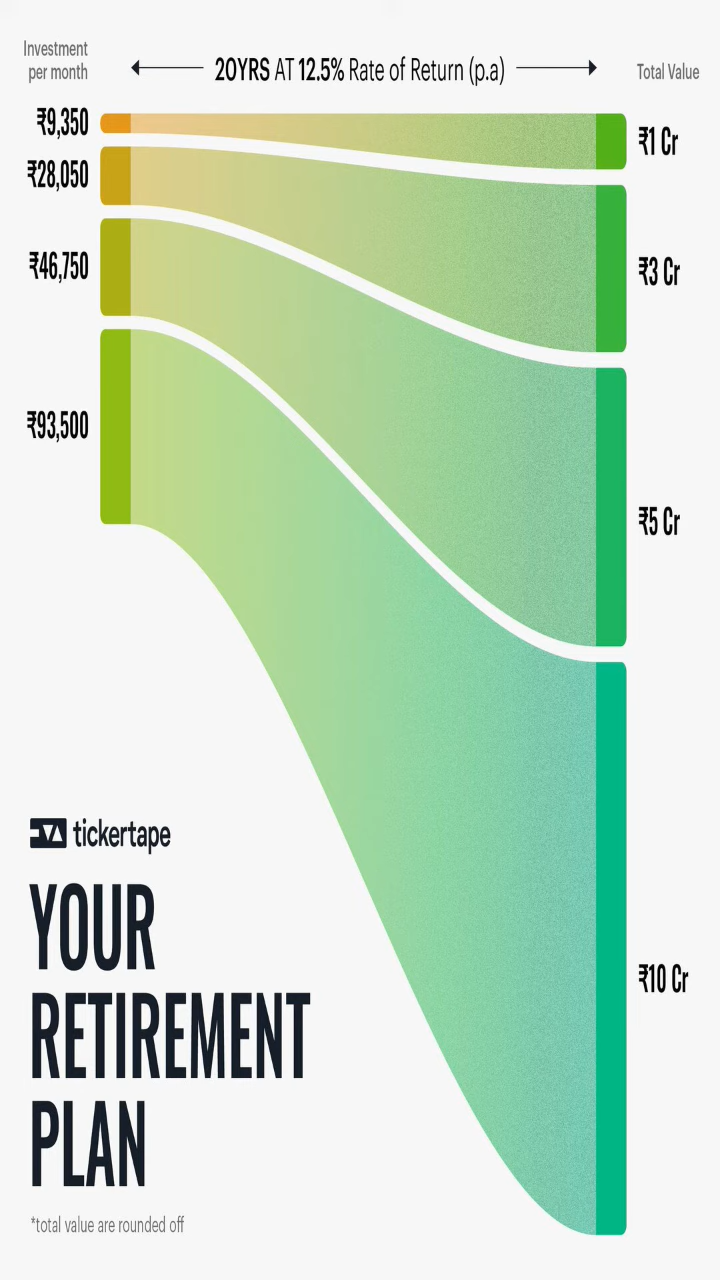 Investment
per month
20YRS AT 12.5% Rate of Return (p.a)
Total Value
₹9,350
₹1 Cr
₹28,050
₹3 Cr
₹46,750
₹5 Cr
₹93,500
₹10 Cr
tickertape
YOUR
RETIREMENT
PLAN
*total value are rounded off